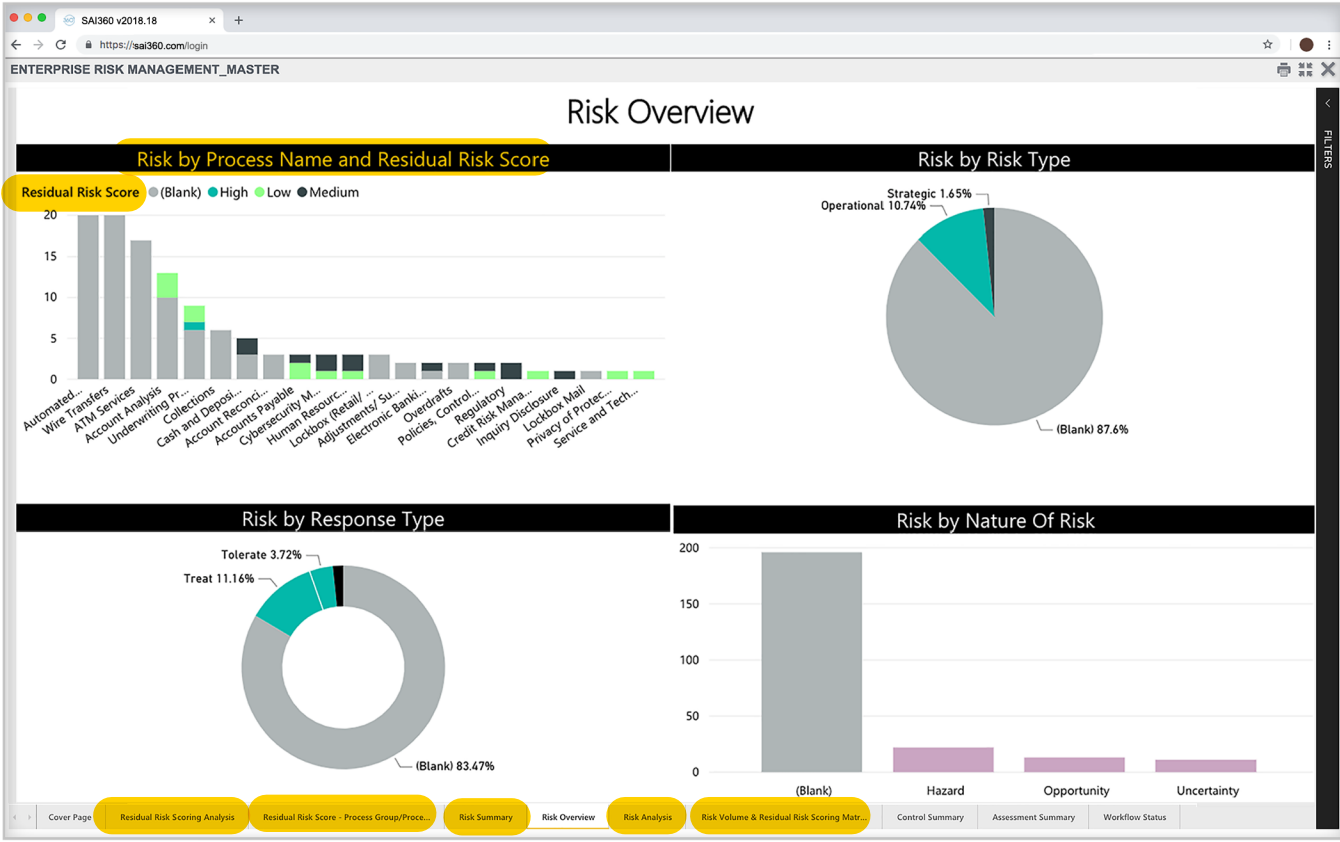 SAI360 v2018.18
https://sai360.com/login
ENTERPRISE RISK MANAGEMENT_MASTER
Risk Overview
FILTERS
Risk by Process Name and Residual Risk Score
Residual Risk Score (Blank) High Low Medium
20
15
10
5
0
Automated...
Wire Transfers
ATM Services
Account Analysis
Underwriting Pr...
Collections
Cash and Deposi...
Account Reconci...
Accounts Payable
Cybersecurity M...
Human Resourc...
Lockbox (Retail/ ...
Adjustments/ Su...
Electronic Banki...
Overdrafts
Policies, Control...
Regulatory
Credit Risk Mana...
Inquiry Disclosure
Lockbox Mail
Privacy of Protec...
Service and Tech...
Risk by Risk Type
Strategic 1.65%
Operational 10.74%
(Blank) 87.6%
Risk by Response Type
Tolerate 3.72%
Treat 11.16%
(Blank) 83.47%
Risk by Nature Of Risk
200
150
100
50
0
(Blank) Hazard Opportunity Uncertainty
Cover Page Residual Risk Scoring Analysis Residual Risk Score - Process Group/Proce... Risk Summary Risk Overview Risk Analysis Risk Volume & Residual Risk Scoring Matr... Control Summary Assessment Summary Workflow Status